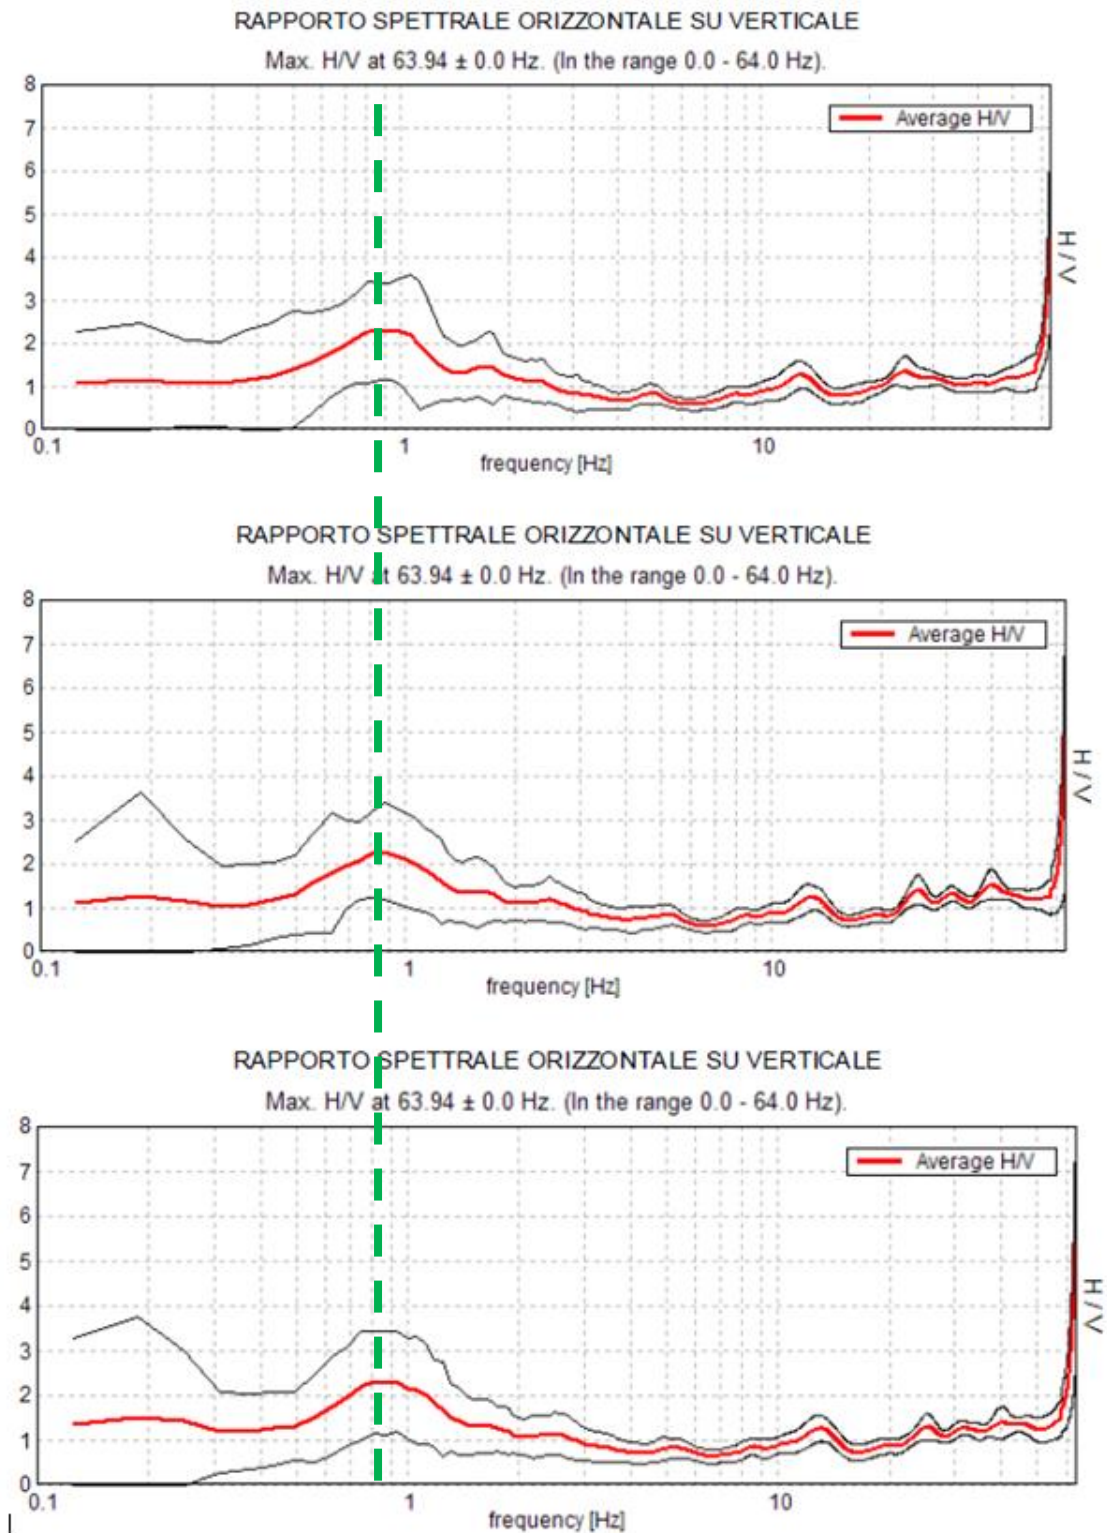 RAPPORTO SPETTRALE ORIZZONTALE SU VERTICALE
Max. H/V at 63.94 ± 0.0 Hz. (In the range 0.0 - 64.0 Hz).
Average H/V
8
7
6
5
4
3
2
1
0
H / V
0.1 1 10
frequency [Hz]
RAPPORTO SPETTRALE ORIZZONTALE SU VERTICALE
Max. H/V at 63.94 ± 0.0 Hz. (In the range 0.0 - 64.0 Hz).
Average H/V
8
7
6
5
4
3
2
1
0
H / V
0.1 1 10
frequency [Hz]
RAPPORTO SPETTRALE ORIZZONTALE SU VERTICALE
Max. H/V at 63.94 ± 0.0 Hz. (In the range 0.0 - 64.0 Hz).
Average H/V
8
7
6
5
4
3
2
1
0
H / V
0.1 1 10
frequency [Hz]